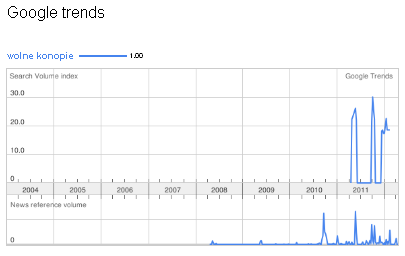 Google trends
wolne konopie 1.00
Search Volume index Google Trends
30.0
20.0
10.0
0
2004 2005 2006 2007 2008 2009 2010 2011 2012
News reference volume
0